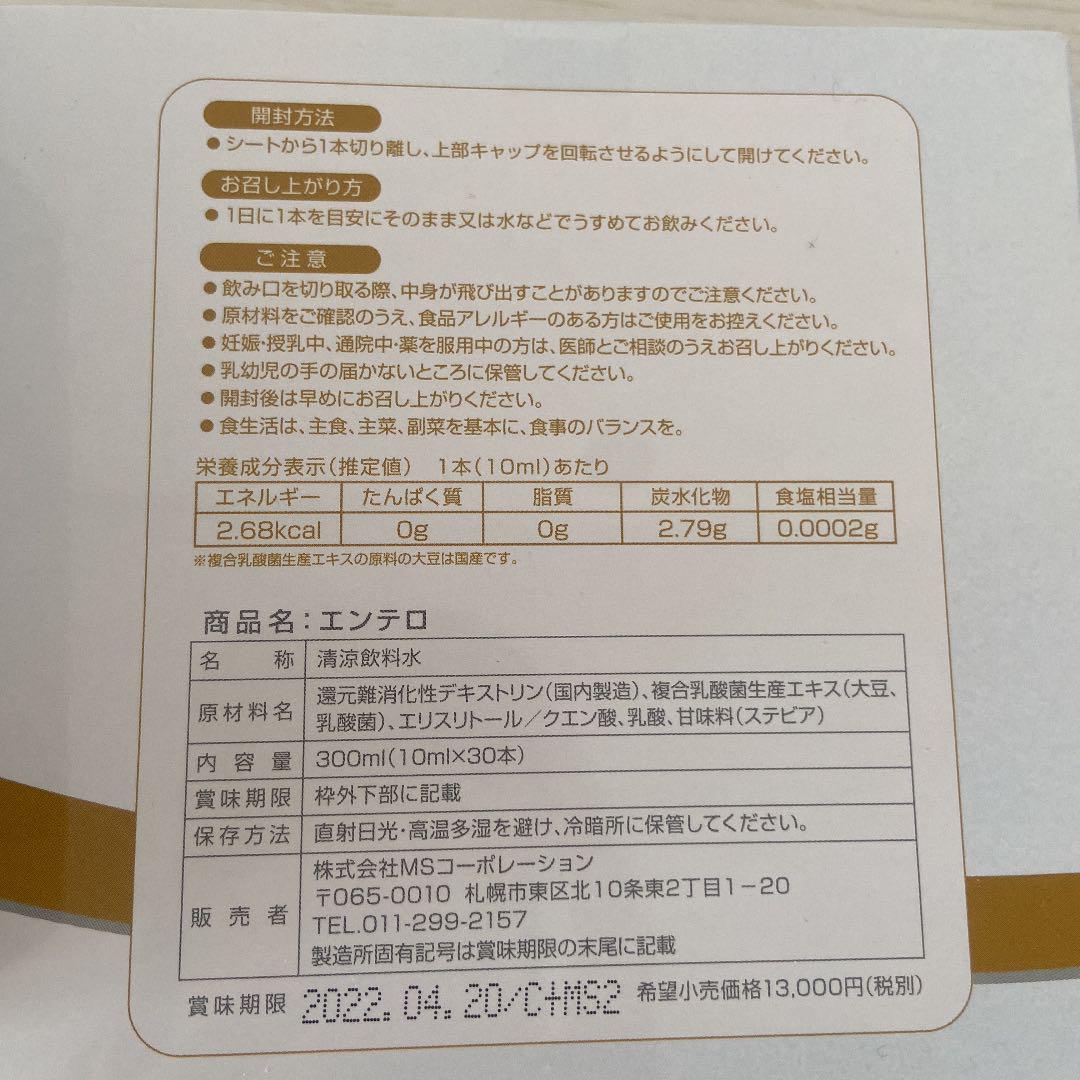 開封方法
●シートから1本切り離し、上部キャップを回転させるようにして開けてください。
お召し上がり方
●1日に1本を目安にそのまま又は水などでうすめてお飲みください。
ご注意
●飲み口を切り取る際、中身が飛び出すことがありますのでご注意ください。
●原材料をご確認のうえ、食品アレルギーのある方はご使用をお控えください。
●妊娠・授乳中、通院中・薬を服用中の方は、医師とご相談のうえお召し上がりください。
●乳幼児の手の届かないところに保管してください。
●開封後は早めにお召し上がりください。
●食生活は、主食、主菜、副菜を基本に、食事のバランスを。
栄養成分表示(推定値) 1本(10ml)あたり
エネルギー たんぱく質 脂質 炭水化物 食塩相当量
2.68kcal 0g 0g 2.79g 0.0002g
※複合乳酸菌生産エキスの原料の大豆は国産です。
商品名:エンテロ
名称 清涼飲料水
原材料名 還元難消化性デキストリン(国内製造)、複合乳酸菌生産エキス(大豆、
乳酸菌)、エリスリトール/クエン酸、乳酸、甘味料(ステビア)
内容量 300ml(10ml×30本)
賞味期限 枠外下部に記載
保存方法 直射日光・高温多湿を避け、冷暗所に保管してください。
販売者 株式会社MSコーポレーション
〒065-0010 札幌市東区北10条東2丁目1-20
TEL.011-299-2157
製造所固有記号は賞味期限の末尾に記載
賞味期限 2022.04.20/C+MS2 希望小売価格13,000円(税別)